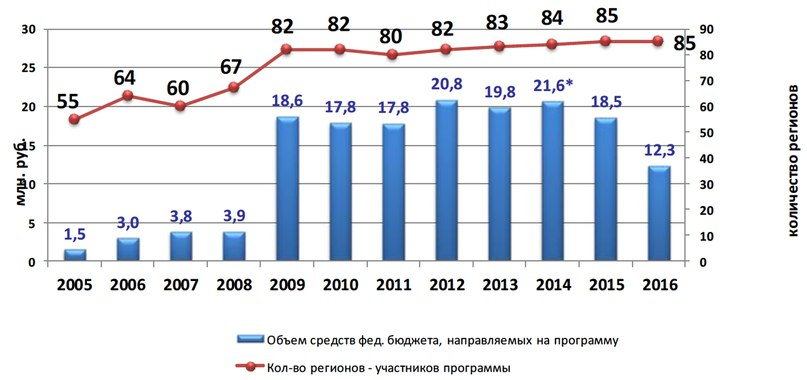 82 82 80 82 83 84 85 85
55 64 60 67
30 25 20 15 10 5 0
млн. руб.
90 80 70 60 50 40 30 20 10 0
количество регионов
1,5 3,0 3,8 3,9 18,6 17,8 17,8 20,8 19,8 21,6* 18,5 12,3
2005 2006 2007 2008 2009 2010 2011 2012 2013 2014 2015 2016
Объем средств фед. бюджета, направляемых на программу
Кол-во регионов - участников программы